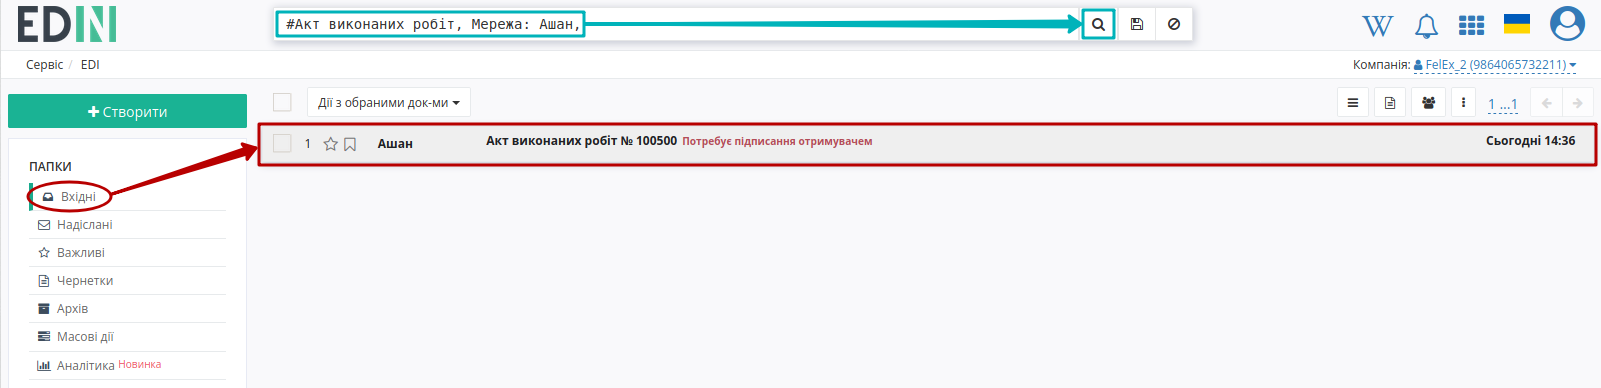 EDIN
#Акт виконаних робіт, Мережа: Ашан,
W
Сервіс / EDI
Компанія: FelEx_2 (9864065732211)
+ Створити
Дії з обраними док-ми
1 ...1
1 Ашан Акт виконаних робіт № 100500 Потребує підписання отримувачем Сьогодні 14:36
ПАПКИ
Вхідні
Надіслані
Важливі
Чернетки
Архів
Масові дії
Аналітика Новинка